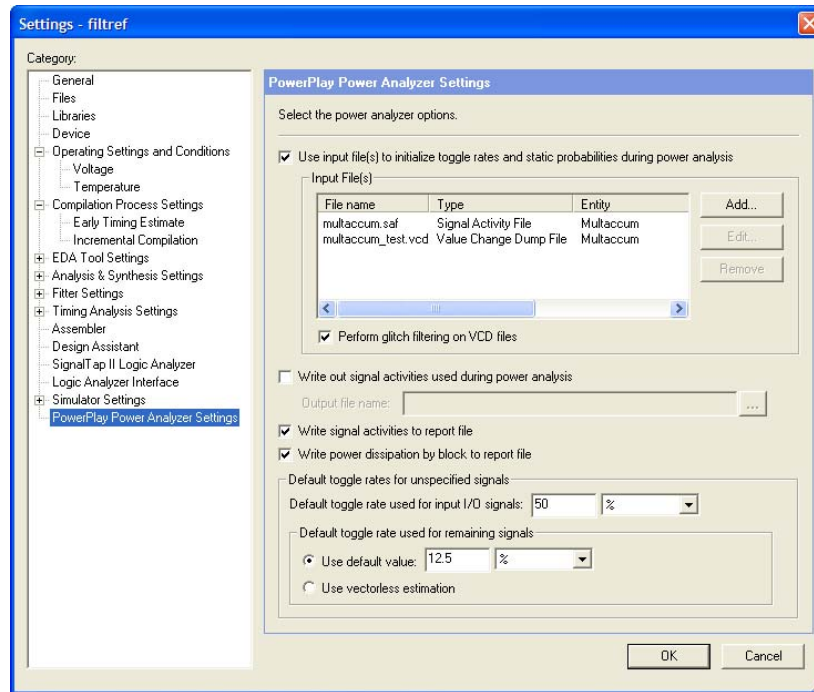 Settings - filtref
Category:
General
Files
Libraries
Device
Operating Settings and Conditions
Voltage
Temperature
Compilation Process Settings
Early Timing Estimate
Incremental Compilation
EDA Tool Settings
Analysis & Synthesis Settings
Fitter Settings
Timing Analysis Settings
Assembler
Design Assistant
SignalTap II Logic Analyzer
Logic Analyzer Interface
Simulator Settings
PowerPlay Power Analyzer Settings
PowerPlay Power Analyzer Settings
Select the power analyzer options.
Use input file(s) to initialize toggle rates and static probabilities during power analysis
Input File(s)
File name Type Entity
multaccum.saf Signal Activity File Multaccum
multaccum_test.vcd Value Change Dump File Multaccum
Add...
Edit...
Remove
Perform glitch filtering on VCD files
Write out signal activities used during power analysis
Output file name: ...
Write signal activities to report file
Write power dissipation by block to report file
Default toggle rates for unspecified signals
Default toggle rate used for input I/O signals: 50 %
Default toggle rate used for remaining signals
Use default value: 12.5 %
Use vectorless estimation
OK Cancel